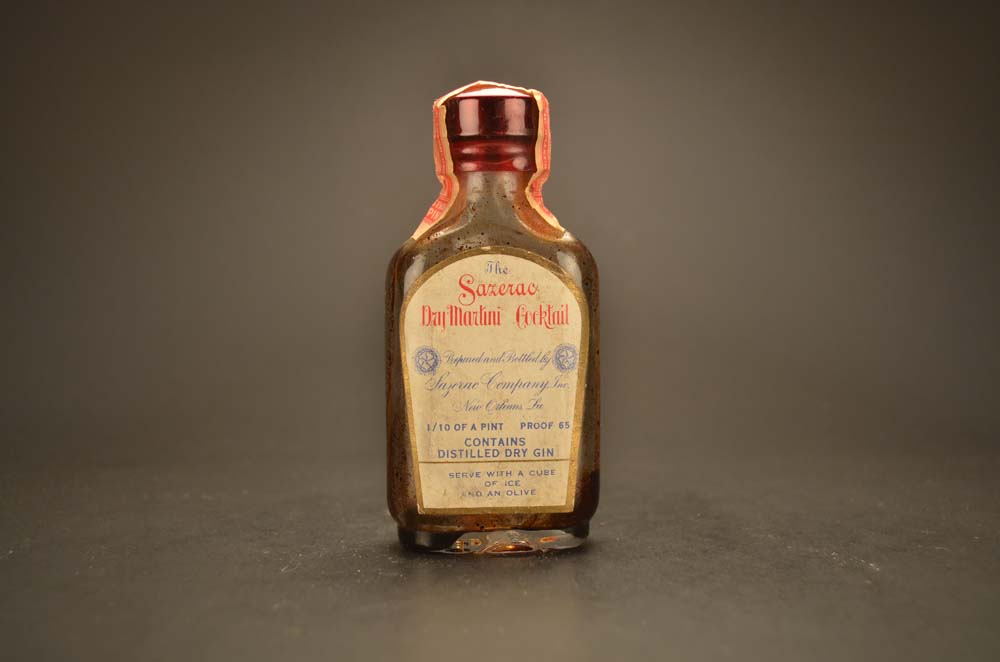 The
Sazerac
Dry Martini Cocktail
Prepared and Bottled by
Sazerac Company, Inc.
New Orleans, La.
1/10 OF A PINT PROOF 65
CONTAINS
DISTILLED DRY GIN
SERVE WITH A CUBE
OF ICE
AND AN OLIVE